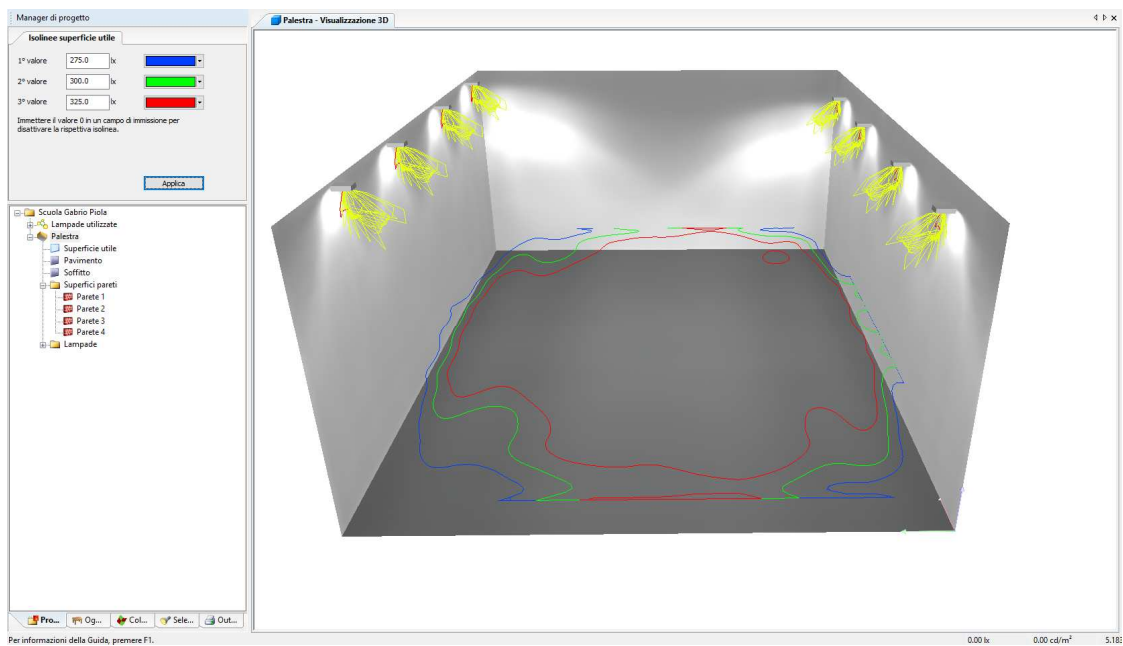 Manager di progetto
Isolinee superficie utile
1° valore 275.0 lx
2° valore 300.0 lx
3° valore 325.0 lx
Immettere il valore 0 in un campo di immissione per
disattivare la rispettiva isolinea.
Applica
Scuola Gabrio Piola
Lampade utilizzate
Palestra
Superficie utile
Pavimento
Soffitto
Superfici pareti
Parete 1
Parete 2
Parete 3
Parete 4
Lampade
Pro... Og... Col... Sele... Out...
Palestra - Visualizzazione 3D
Per informazioni della Guida, premere F1.
0.00 lx 0.00 cd/m² 5.183